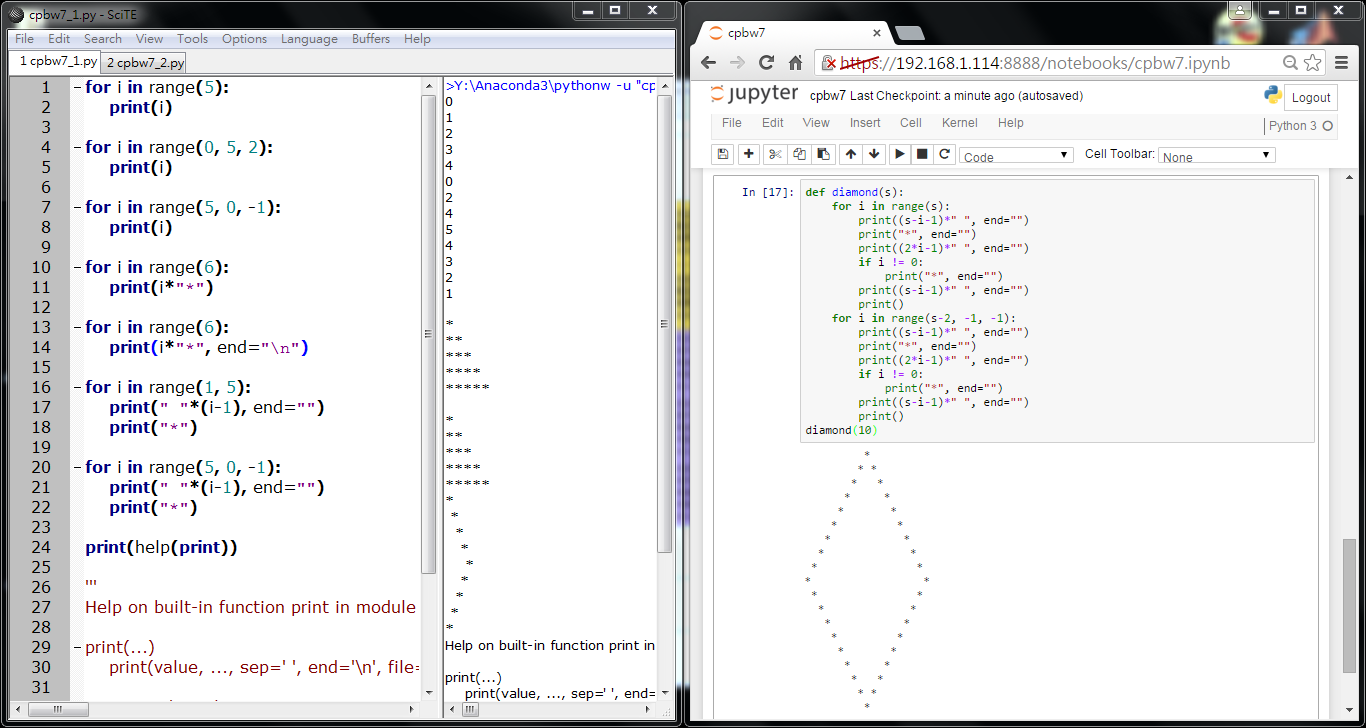 cpbw7_1.py - SciTE
File Edit Search View Tools Options Language Buffers Help
1 cpbw7_1.py 2 cpbw7_2.py
1 for i in range(5):
2     print(i)
3
4 for i in range(0, 5, 2):
5     print(i)
6
7 for i in range(5, 0, -1):
8     print(i)
9
10 for i in range(6):
11     print(i*"*")
12
13 for i in range(6):
14     print(i*"*", end="\n")
15
16 for i in range(1, 5):
17     print(" "*(i-1), end="")
18     print("*")
19
20 for i in range(5, 0, -1):
21     print(" "*(i-1), end="")
22     print("*")
23
24 print(help(print))
25
26 '''
27 Help on built-in function print in module
28
29 print(...)
30     print(value, ..., sep=' ', end='\n', file=
31
>Y:\Anaconda3\pythonw -u "cp
0
1
2
3
4
0
2
4
5
4
3
2
1

*
**
***
****
*****

*
**
***
****
*****
*
 *
  *
   *
    *
   *
  *
 *
*
Help on built-in function print in

print(...)
    print(value, ..., sep=' ', end=
cpbw7
https://192.168.1.114:8888/notebooks/cpbw7.ipynb
jupyter cpbw7 Last Checkpoint: a minute ago (autosaved)
Logout
File Edit View Insert Cell Kernel Help
Python 3
Code Cell Toolbar: None
In [17]: def diamond(s):
    for i in range(s):
        print((s-i-1)*" ", end="")
        print("*", end="")
        print((2*i-1)*" ", end="")
        if i != 0:
            print("*", end="")
        print((s-i-1)*" ", end="")
        print()
    for i in range(s-2, -1, -1):
        print((s-i-1)*" ", end="")
        print("*", end="")
        print((2*i-1)*" ", end="")
        if i != 0:
            print("*", end="")
        print((s-i-1)*" ", end="")
        print()
diamond(10)
         *
        * *
       *   *
      *     *
     *       *
    *         *
   *           *
  *             *
 *               *
*                 *
 *               *
  *             *
   *           *
    *         *
     *       *
      *     *
       *   *
        * *
         *